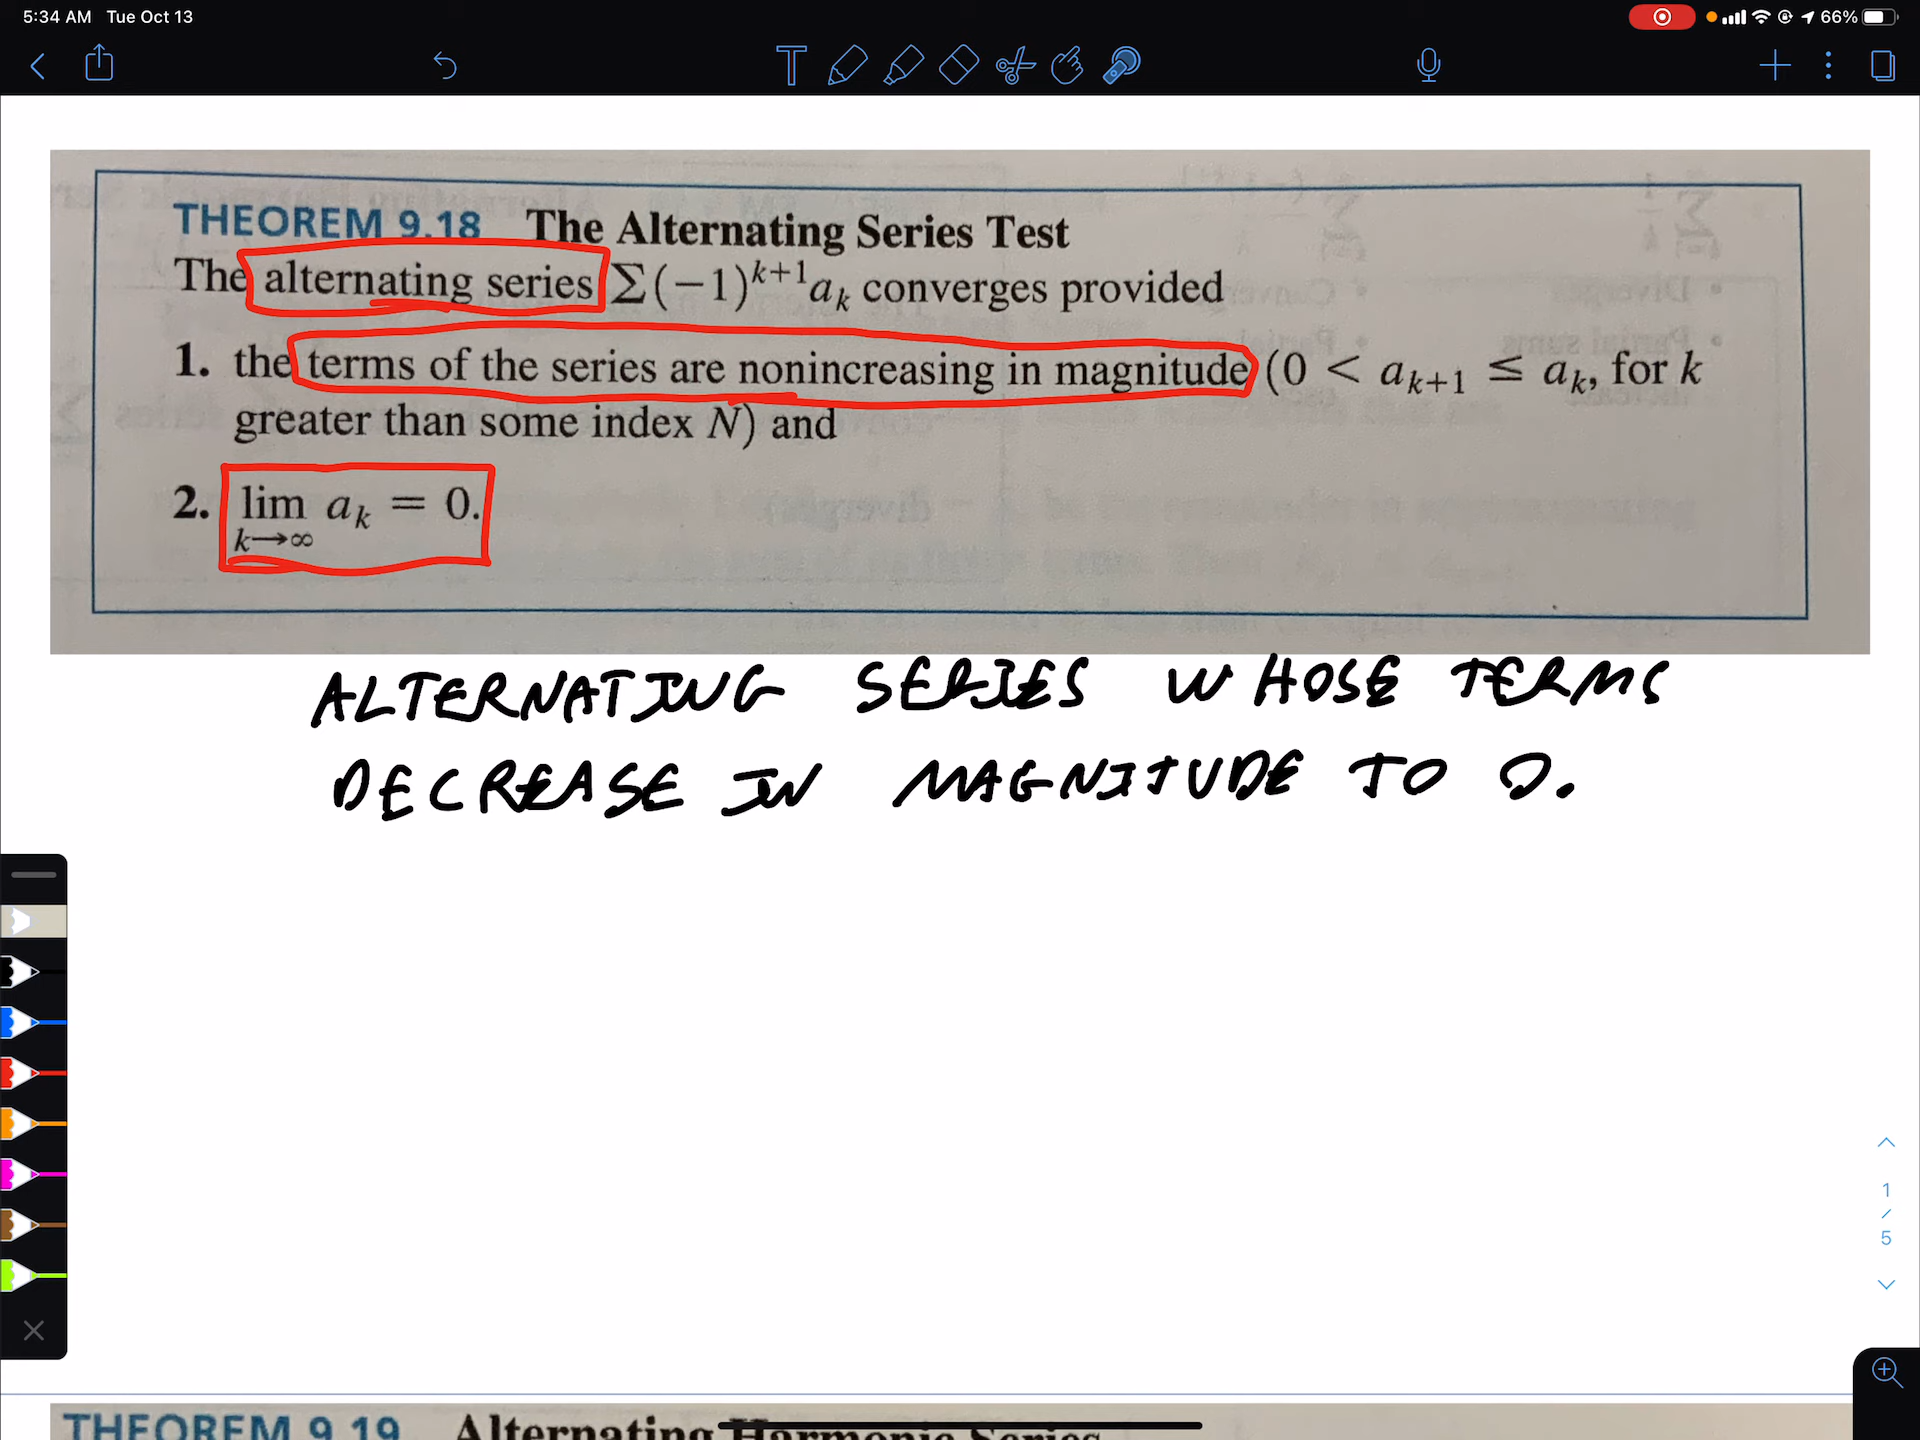 5:34 AM Tue Oct 13
66%
THEOREM 9.18 The Alternating Series Test
The alternating series Σ(−1)^{k+1}a_k converges provided
1. the terms of the series are nonincreasing in magnitude (0 < a_{k+1} ≤ a_k, for k
greater than some index N) and
2. lim a_k = 0.
k→∞
ALTERNATING SERIES WHOSE TERMS
DECREASE IN MAGNITUDE TO 0.
1
/
5
THEOREM 9.19 Alternating Harmonic Series